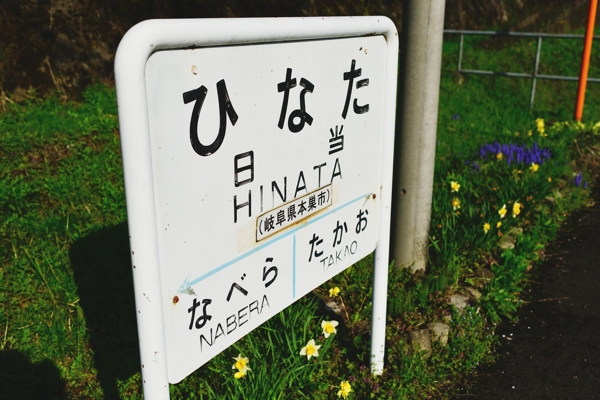 ひなた
日当
HINATA
(岐阜県本巣市)
なべら たかお
NABERA TAKAO